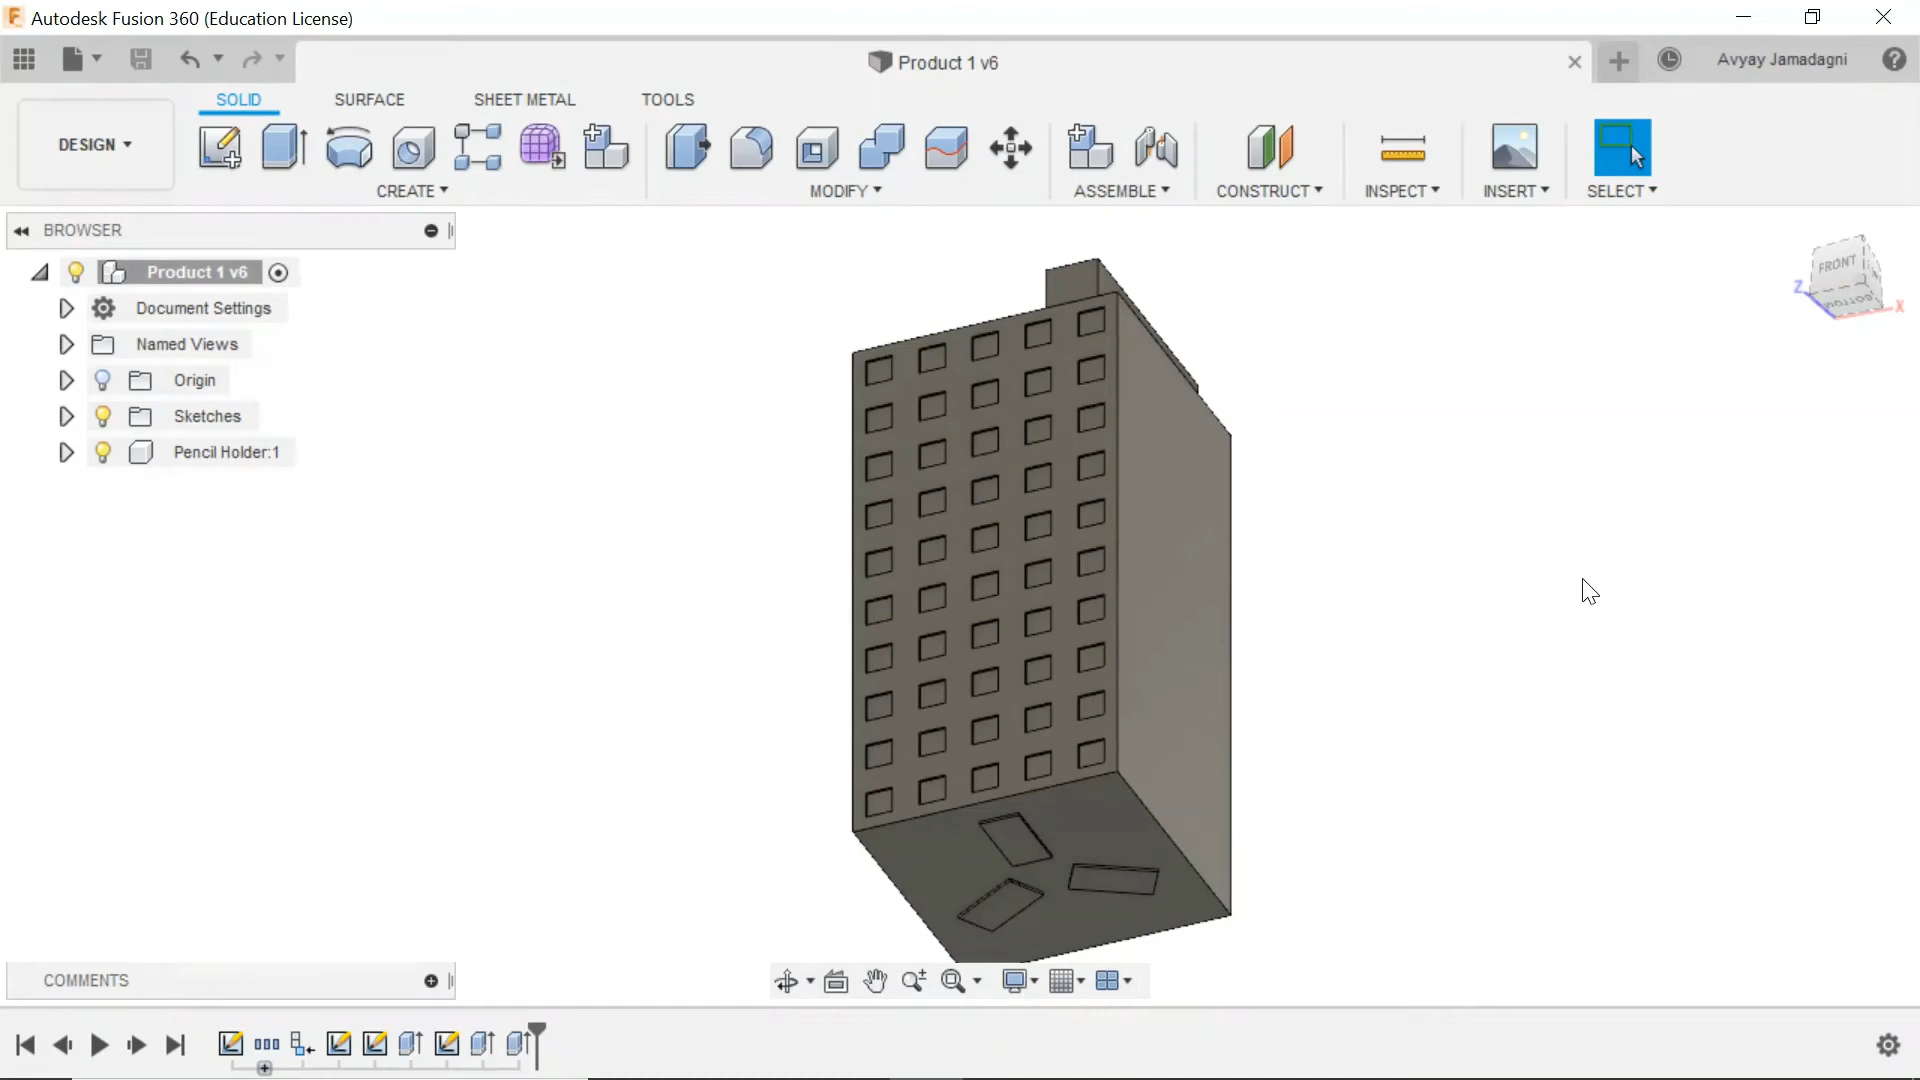 Autodesk Fusion 360 (Education License)
Product 1 v6
Avyay Jamadagni
SOLID SURFACE SHEET METAL TOOLS
DESIGN
CREATE MODIFY ASSEMBLE CONSTRUCT INSPECT INSERT SELECT
BROWSER
Product 1 v6
Document Settings
Named Views
Origin
Sketches
Pencil Holder:1
FRONT
BOTTOM
Z
X
COMMENTS